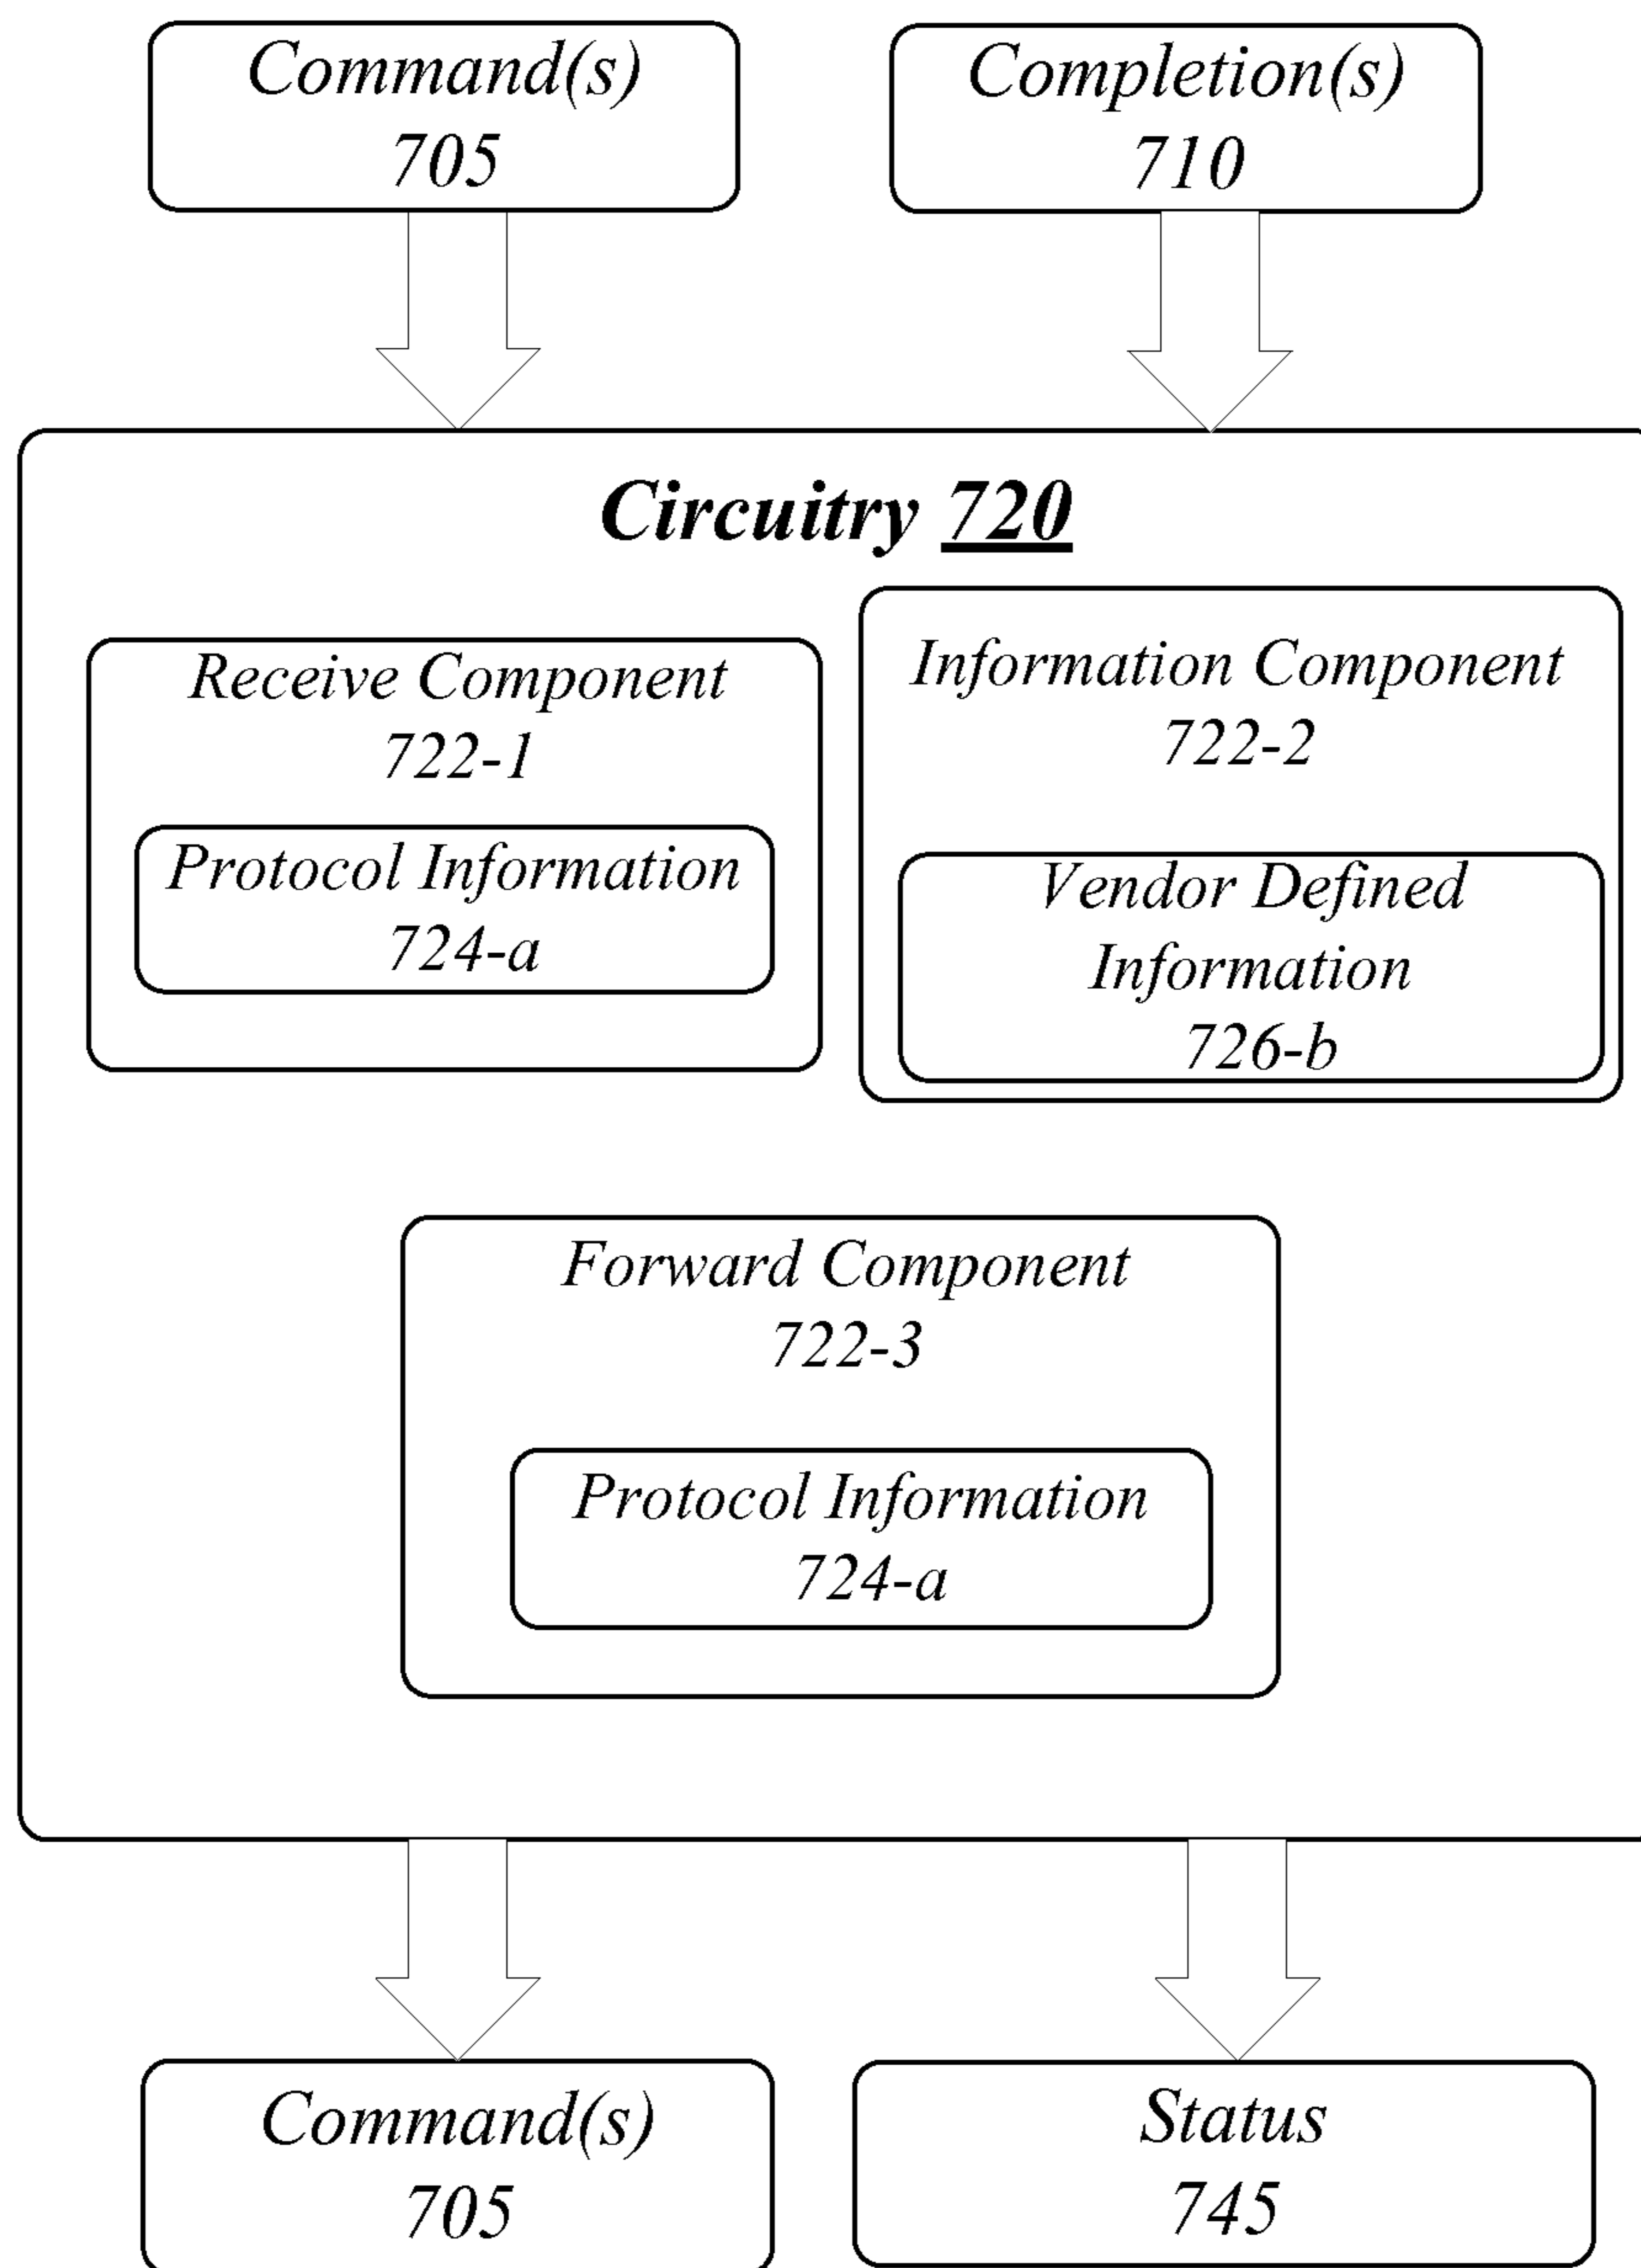 Command(s)
705
Completion(s)
710
Circuitry 720
Receive Component
722-1
Protocol Information
724-a
Information Component
722-2
Vendor Defined
Information
726-b
Forward Component
722-3
Protocol Information
724-a
Command(s)
705
Status
745